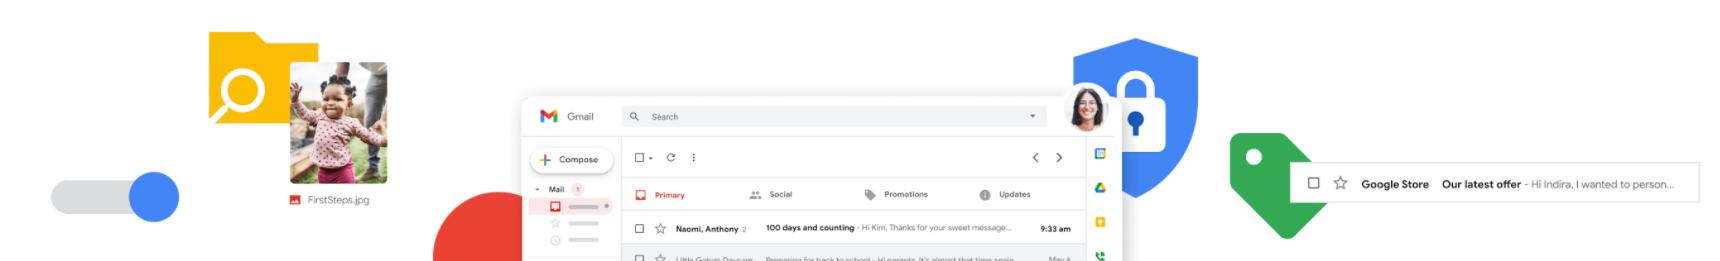 FirstSteps.jpg
Gmail
Search
Compose
Mail 1
Primary
Social
Promotions
Updates
Naomi, Anthony 2 100 days and counting - Hi Kim, Thanks for your sweet message... 9:33 am
Little Gators Daycare Preparing for back to school - Hi parents, it's almost that time again May 6
Google Store Our latest offer - Hi Indira, I wanted to person...